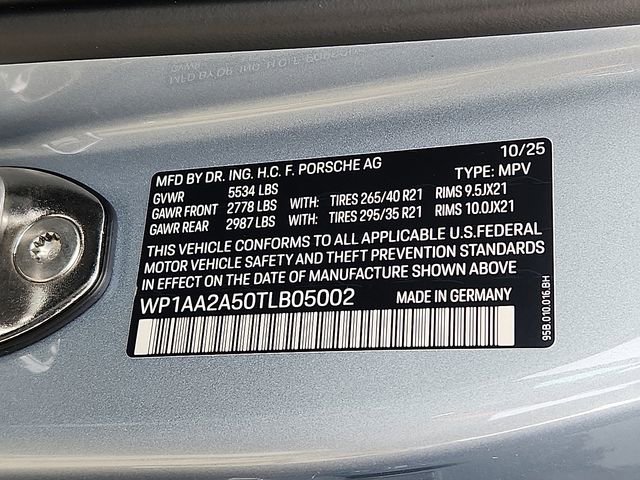 MFD BY DR. ING. H.C. F. PORSCHE AG 10/25
GVWR 5534 LBS TYPE: MPV
GAWR FRONT 2778 LBS WITH: TIRES 265/40 R21 RIMS 9.5JX21
GAWR REAR 2987 LBS WITH: TIRES 295/35 R21 RIMS 10.0JX21
THIS VEHICLE CONFORMS TO ALL APPLICABLE U.S.FEDERAL
MOTOR VEHICLE SAFETY AND THEFT PREVENTION STANDARDS
IN EFFECT ON THE DATE OF MANUFACTURE SHOWN ABOVE
WP1AA2A50TLB05002 MADE IN GERMANY
95B.010.016.BH